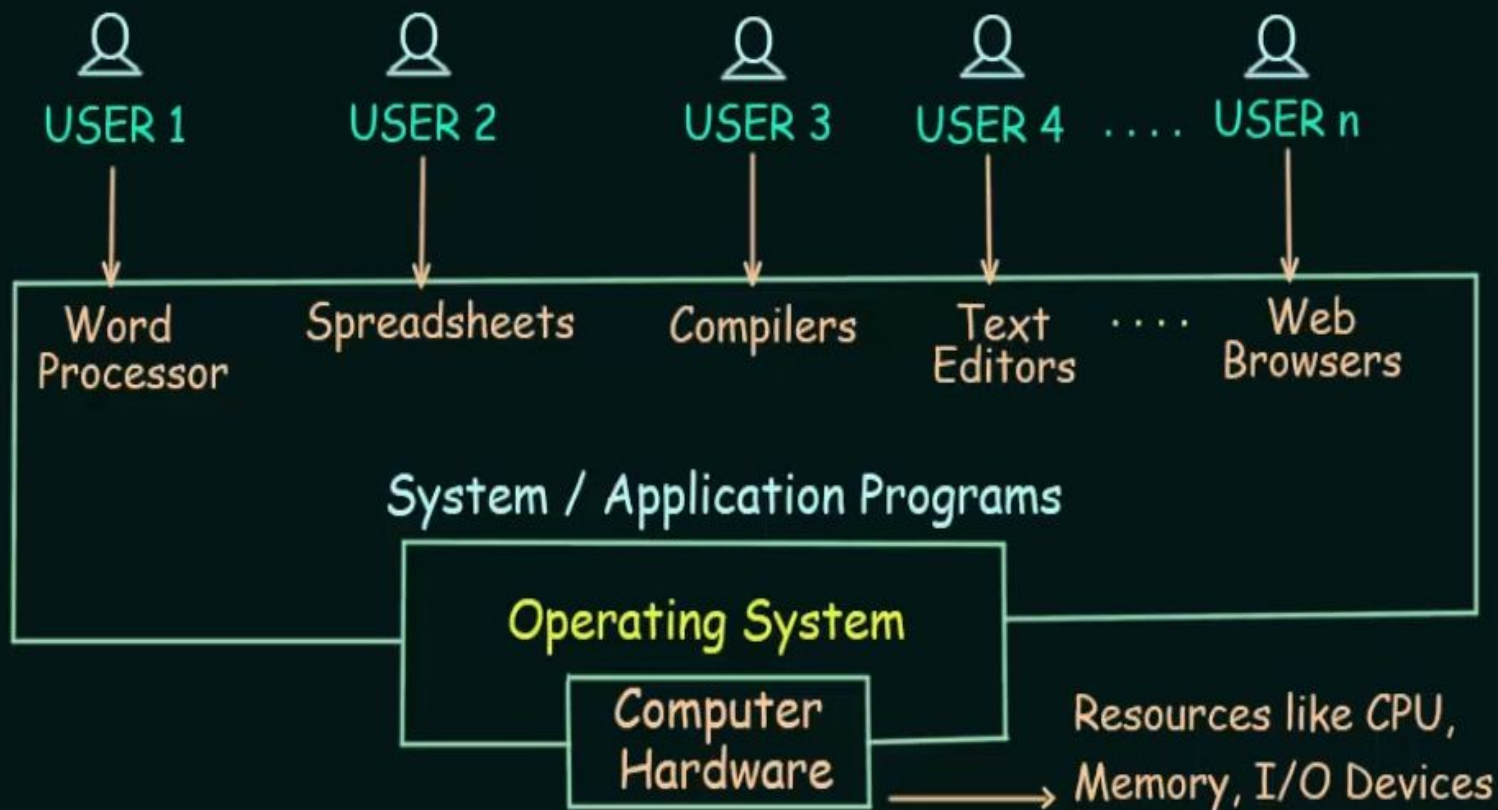 USER 1 USER 2 USER 3 USER 4 .... USER n
Word Processor
Spreadsheets
Compilers
Text Editors
....
Web Browsers
System / Application Programs
Operating System
Computer
Hardware
Resources like CPU,
Memory, I/O Devices